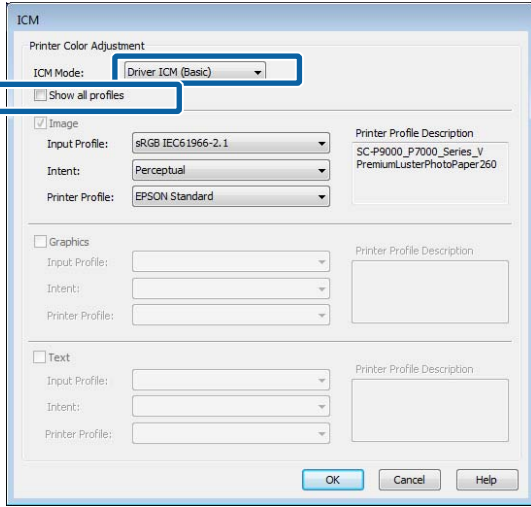 ICM
Printer Color Adjustment
ICM Mode: Driver ICM (Basic)
Show all profiles
Image
Input Profile: sRGB IEC61966-2.1
Intent: Perceptual
Printer Profile: EPSON Standard
Printer Profile Description
SC-P9000_P7000_Series_V
PremiumLusterPhotoPaper260
Graphics
Input Profile:
Intent:
Printer Profile:
Printer Profile Description
Text
Input Profile:
Intent:
Printer Profile:
Printer Profile Description
OK Cancel Help